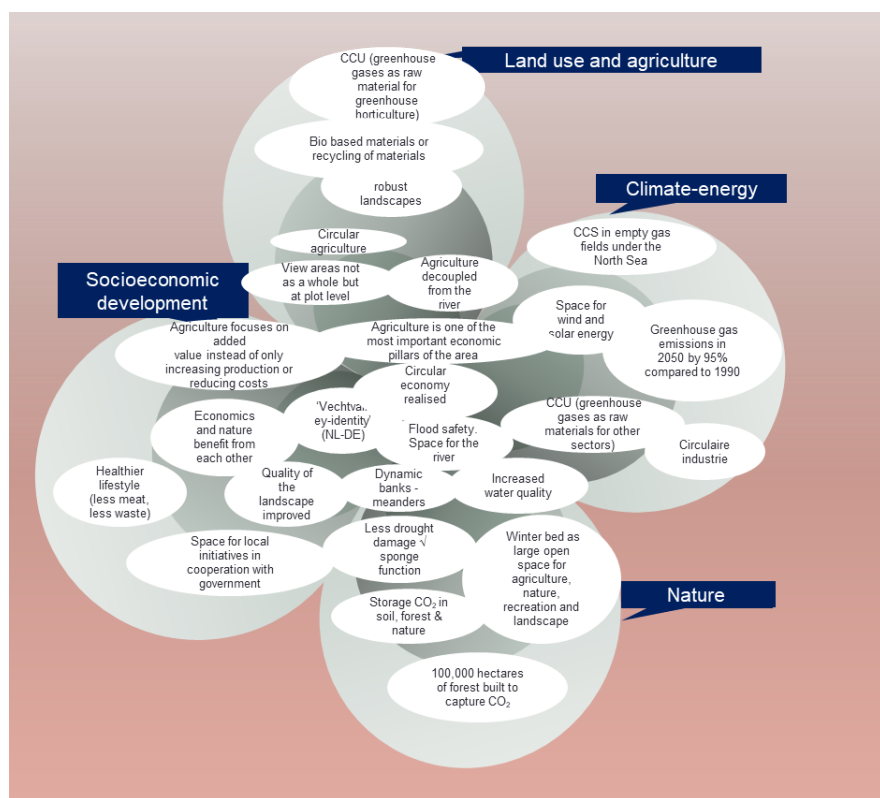 Land use and agriculture
CCU (greenhouse
gases as raw
material for
greenhouse
horticulture)
Bio based materials or
recycling of materials
robust
landscapes
Climate-energy
CCS in empty gas
fields under the
North Sea
Circular
agriculture
Socioeconomic
development
View areas not
as a whole but
at plot level
Agriculture
decoupled
from the
river
Space for
wind and
solar energy
Greenhouse gas
emissions in
2050 by 95%
compared to 1990
Agriculture focuses on
added
value instead of only
increasing production or
reducing costs
Agriculture is one of the
most important economic
pillars of the area
Circular
economy
realised
Economics
and nature
benefit from
each other
ey-identity'
(NL-DE)
Flood safety.
Space for the
river
CCU (greenhouse
gases as raw
materials for other
sectors)
Circulaire
industrie
Healthier
lifestyle
(less meat,
less waste)
Quality of
the
landscape
improved
Dynamic
banks -
meanders
Increased
water quality
Space for local
initiatives in
cooperation with
government
Less drought
damage √
sponge
function
Winter bed as
large open
space for
agriculture,
nature,
recreation and
landscape
Nature
Storage CO₂ in
soil, forest &
nature
100,000 hectares
of forest built to
capture CO₂